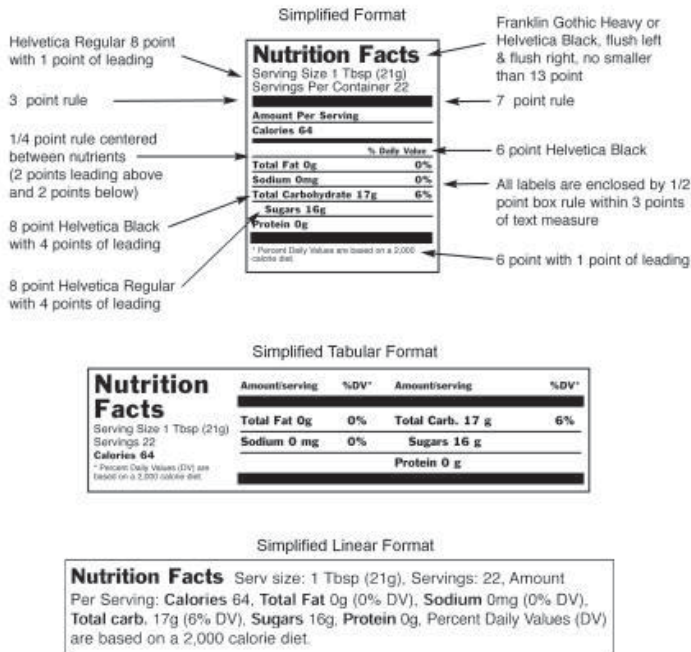 Simplified Format
Helvetica Regular 8 point
with 1 point of leading
3 point rule
1/4 point rule centered
between nutrients
(2 points leading above
and 2 points below)
8 point Helvetica Black
with 4 points of leading
8 point Helvetica Regular
with 4 points of leading
Nutrition Facts
Serving Size 1 Tbsp (21g)
Servings Per Container 22
Amount Per Serving
Calories 64
% Daily Value
Total Fat 0g 0%
Sodium 0mg 0%
Total Carbohydrate 17g 6%
Sugars 16g
Protein 0g
* Percent Daily Values are based on a 2,000
calorie diet.
Franklin Gothic Heavy or
Helvetica Black, flush left
& flush right, no smaller
than 13 point
7 point rule
6 point Helvetica Black
All labels are enclosed by 1/2
point box rule within 3 points
of text measure
6 point with 1 point of leading
Simplified Tabular Format
Nutrition
Facts
Serving Size 1 Tbsp (21g)
Servings 22
Calories 64
* Percent Daily Values (DV) are
based on a 2,000 calorie diet.
Amount/serving %DV* Amount/serving %DV*
Total Fat 0g 0% Total Carb. 17 g 6%
Sodium 0 mg 0% Sugars 16 g
Protein 0 g
Simplified Linear Format
Nutrition Facts Serv size: 1 Tbsp (21g), Servings: 22, Amount
Per Serving: Calories 64, Total Fat 0g (0% DV), Sodium 0mg (0% DV),
Total carb. 17g (6% DV), Sugars 16g, Protein 0g, Percent Daily Values (DV)
are based on a 2,000 calorie diet.